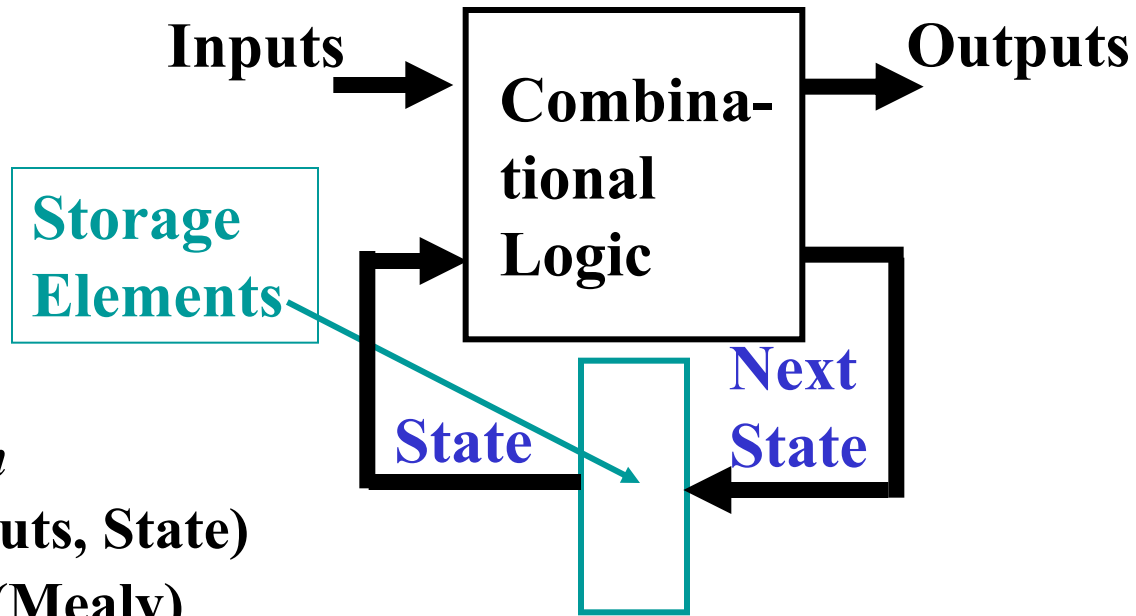 Inputs
Outputs
Combina-
tional
Logic
Storage
Elements
Next
State
State
uts, State)
(Mealy)